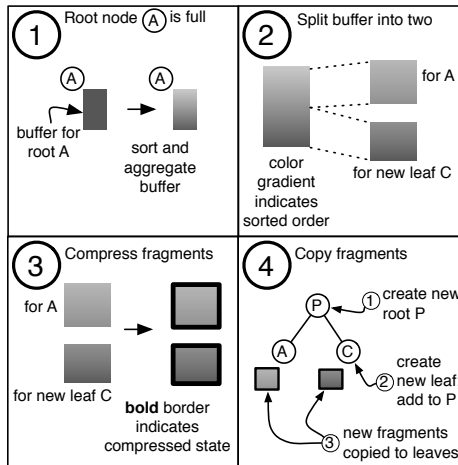 1
Root node A is full
A
A
buffer for
root A
sort and
aggregate
buffer
2
Split buffer into two
for A
for new leaf C
color
gradient
indicates
sorted order
3
Compress fragments
for A
for new leaf C
bold border
indicates
compressed state
4
Copy fragments
P
1 create new
root P
A
C
2 create
new leaf
add to P
3 new fragments
copied to leaves